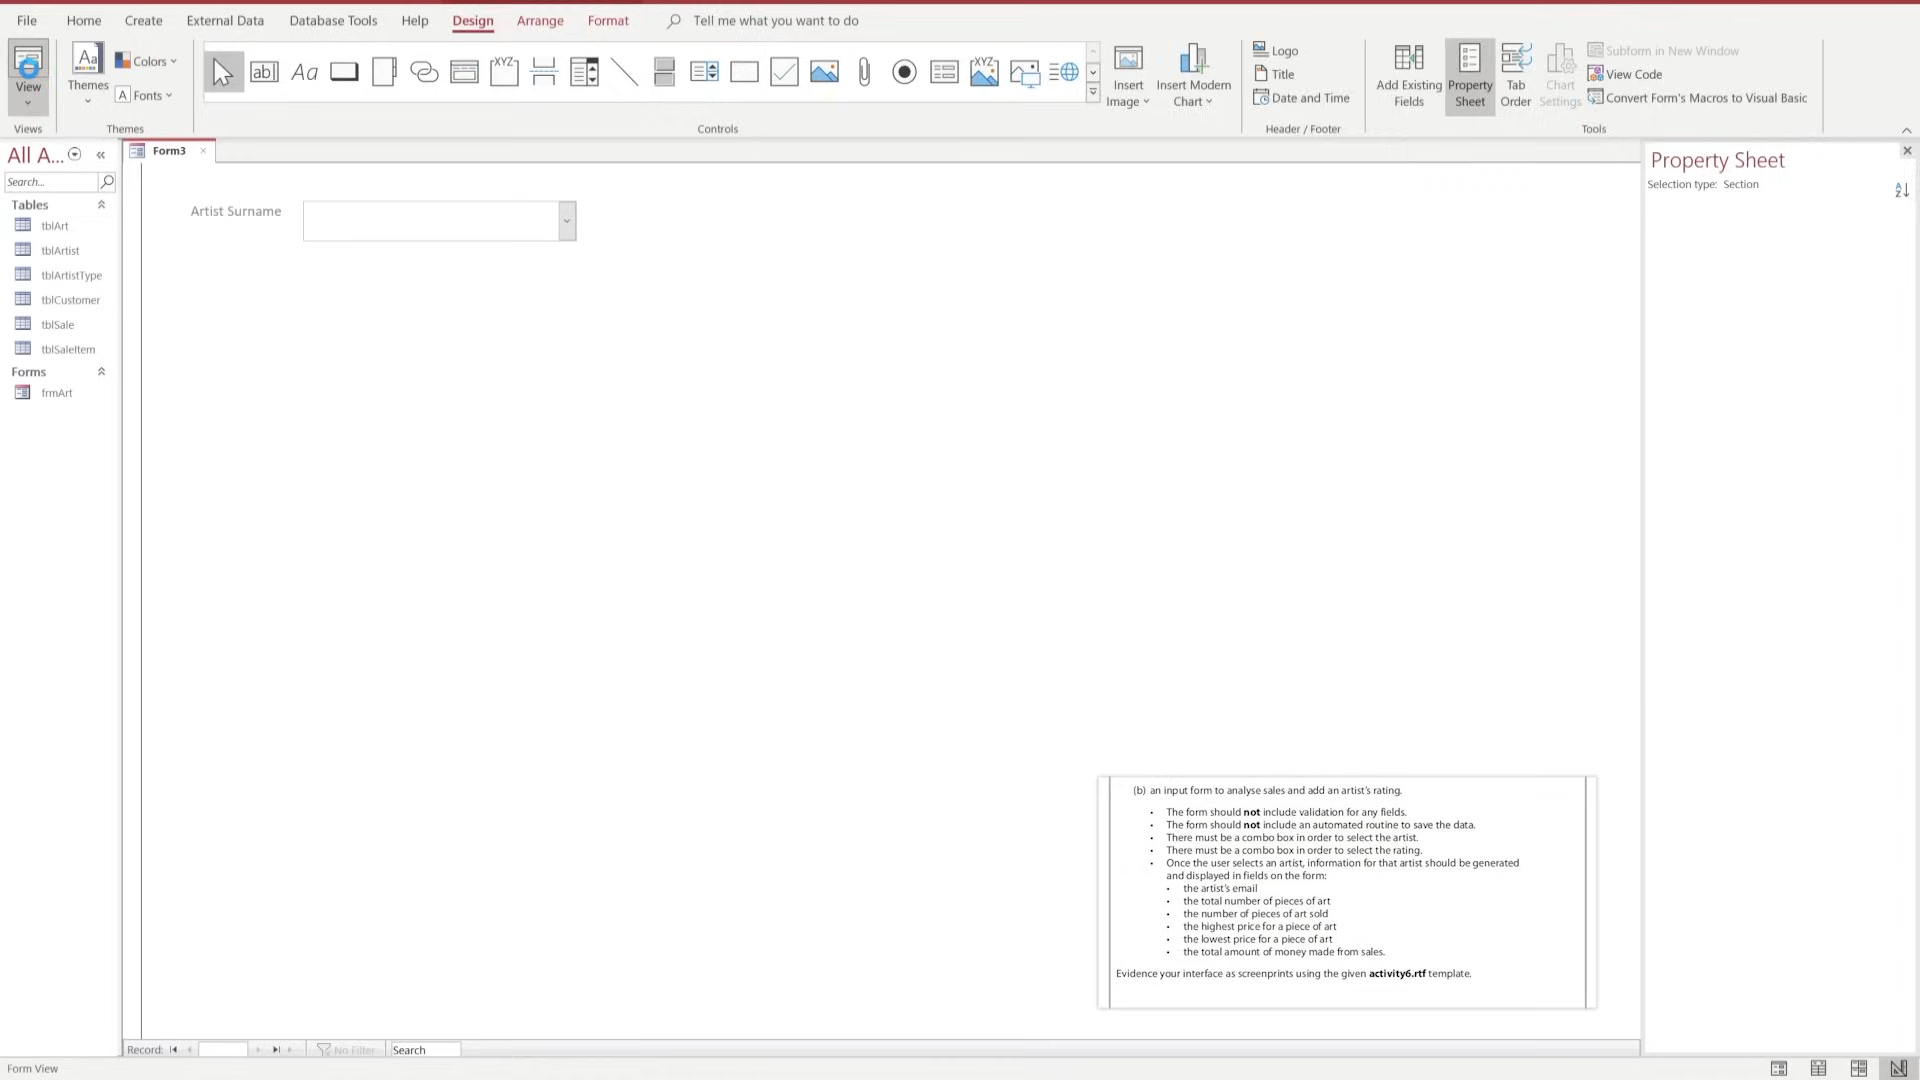 File Home Create External Data Database Tools Help Design Arrange Format Tell me what you want to do
View
Views
Aa
Themes
Colors
Fonts
Themes
ab
Aa
XYZ
XYZ
Controls
Insert Image
Insert Modern Chart
Logo
Title
Date and Time
Header / Footer
Add Existing Fields
Property Sheet
Tab Order
Chart Settings
Subform in New Window
View Code
Convert Form's Macros to Visual Basic
Tools
All A...
Search...
Tables
tblArt
tblArtist
tblArtistType
tblCustomer
tblSale
tblSaleItem
Forms
frmArt
Form3
Artist Surname
Property Sheet
Selection type: Section
(b) an input form to analyse sales and add an artist's rating.
• The form should not include validation for any fields.
• The form should not include an automated routine to save the data.
• There must be a combo box in order to select the artist.
• There must be a combo box in order to select the rating.
• Once the user selects an artist, information for that artist should be generated
and displayed in fields on the form:
• the artist's email
• the total number of pieces of art
• the number of pieces of art sold
• the highest price for a piece of art
• the lowest price for a piece of art
• the total amount of money made from sales.
Evidence your interface as screenprints using the given activity6.rtf template.
Record: No Filter Search
Form View